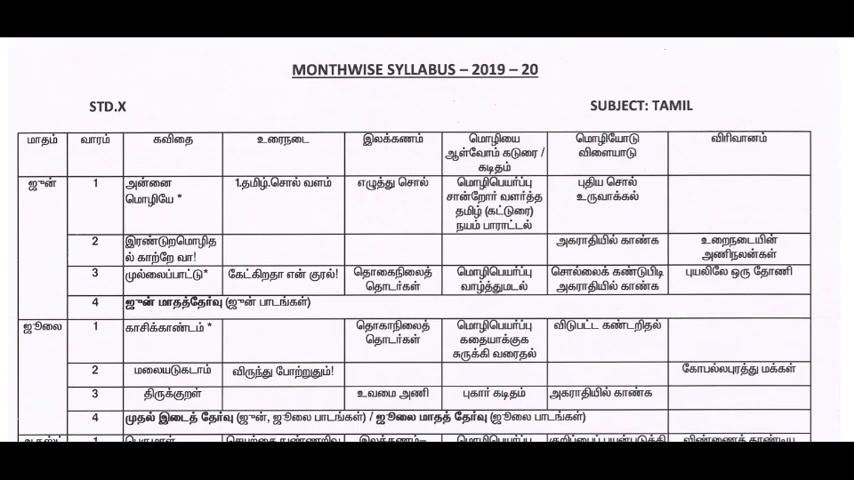 MONTHWISE SYLLABUS – 2019 – 20
STD.X SUBJECT: TAMIL
மாதம் வாரம் கவிதை உரைநடை இலக்கணம் மொழியை மொழியோடு விரிவானம்
ஆள்வோம் கடுரை / விளையாடு
கடிதம்
ஜுன் 1 அன்னை 1.தமிழ்.சொல் வளம் எழுத்து சொல் மொழிபெயர்ப்பு புதிய சொல்
மொழியே * சான்றோர் வளர்த்த உருவாக்கல்
தமிழ் (கட்டுரை)
நயம் பாராட்டல்
2 இரண்டுறமொழித அகராதியில் காண்க உறைநடையின்
ல் காற்றே வா! அணிநலன்கள்
3 முல்லைப்பாட்டு* கேட்கிறதா என் குரல்! தொகைநிலைத் மொழிபெயர்ப்பு சொல்லைக் கண்டுபிடி புயலிலே ஒரு தோணி
தொடர்கள் வாழ்த்துமடல் அகராதியில் காண்க
4 ஜுன் மாதத்தேர்வு (ஜுன் பாடங்கள்)
ஜூலை 1 காசிக்காண்டம் * தொகாநிலைத் மொழிபெயர்ப்பு விடுபட்ட கண்டறிதல்
தொடர்கள் கதையாக்குக
சுருக்கி வரைதல்
2 மலையடுகடாம் விருந்து போற்றுதும்! கோபல்லபுரத்து மக்கள்
3 திருக்குறள் உவமை அணி புகார் கடிதம் அகராதியில் காண்க
4 முதல் இடைத் தேர்வு (ஜுன், ஜூலை பாடங்கள்) / ஜூலை மாதத் தேர்வு (ஜூலை பாடங்கள்)